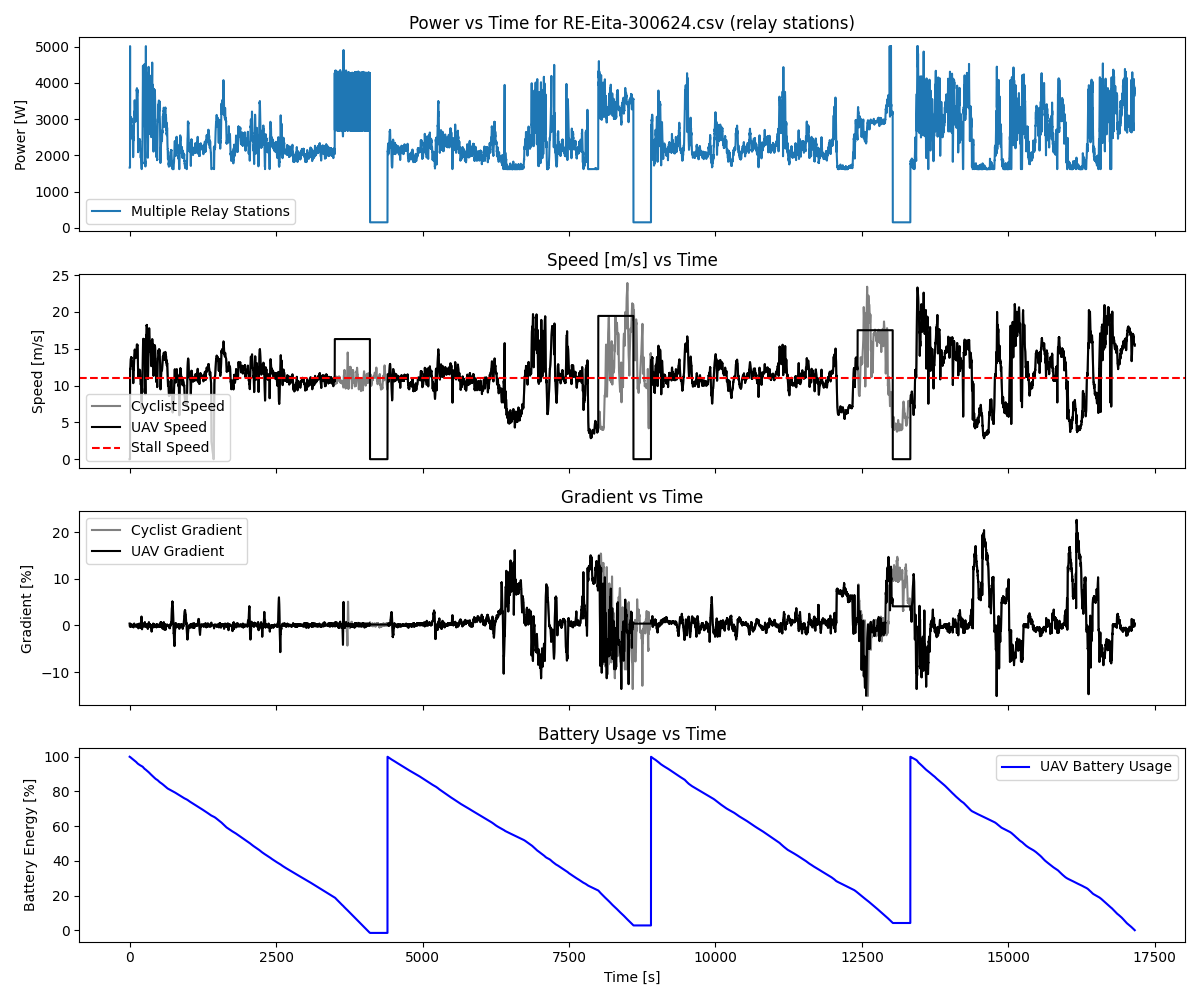 Power vs Time for RE-Eita-300624.csv (relay stations)
Power [W]
5000
4000
3000
2000
1000
0
Multiple Relay Stations
Speed [m/s] vs Time
Speed [m/s]
25
20
15
10
5
0
Cyclist Speed
UAV Speed
Stall Speed
Gradient vs Time
Gradient [%]
20
10
0
−10
Cyclist Gradient
UAV Gradient
Battery Usage vs Time
Battery Energy [%]
100
80
60
40
20
0
UAV Battery Usage
0 2500 5000 7500 10000 12500 15000 17500
Time [s]